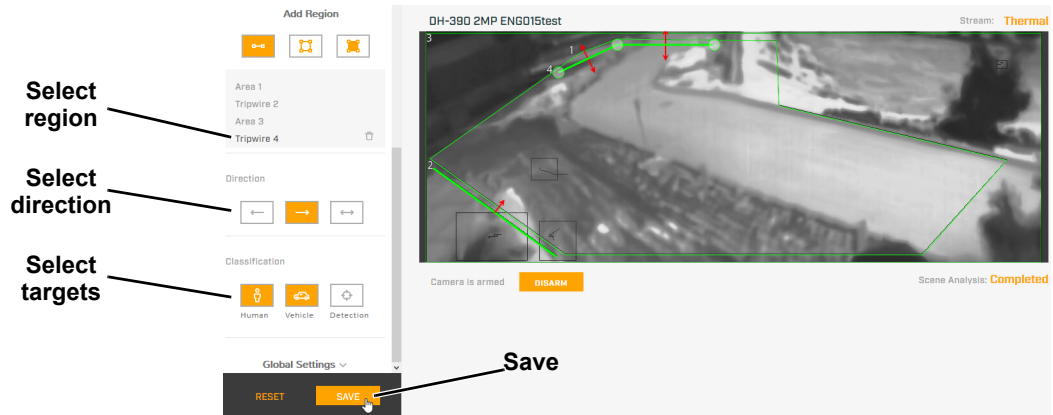 Add Region
DH-390 2MP ENG015test
Stream: Thermal
3
1
4
2
Select
region
Area 1
Tripwire 2
Area 3
Tripwire 4
Select
direction
Direction
Select
targets
Classification
Human Vehicle Detection
Camera is armed DISARM
Scene Analysis: Completed
Global Settings
Save
RESET SAVE